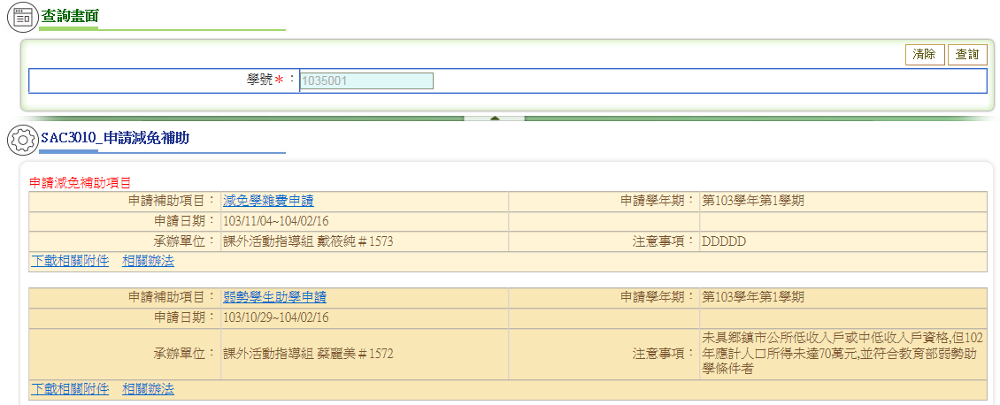 查詢畫面
清除 查詢
學號＊： 1035001
SAC3010_申請減免補助
申請減免補助項目
申請補助項目： 減免學雜費申請 申請學年期： 第103學年第1學期
申請日期： 103/11/04~104/02/16
承辦單位： 課外活動指導組 戴筱純＃1573 注意事項： DDDDD
下載相關附件 相關辦法
申請補助項目： 弱勢學生助學申請 申請學年期： 第103學年第1學期
申請日期： 103/10/29~104/02/16
承辦單位： 課外活動指導組 蔡麗美＃1572 注意事項： 未具鄉鎮市公所低收入戶或中低收入戶資格,但102
年應計人口所得未達70萬元,並符合教育部弱勢助
學條件者
下載相關附件 相關辦法